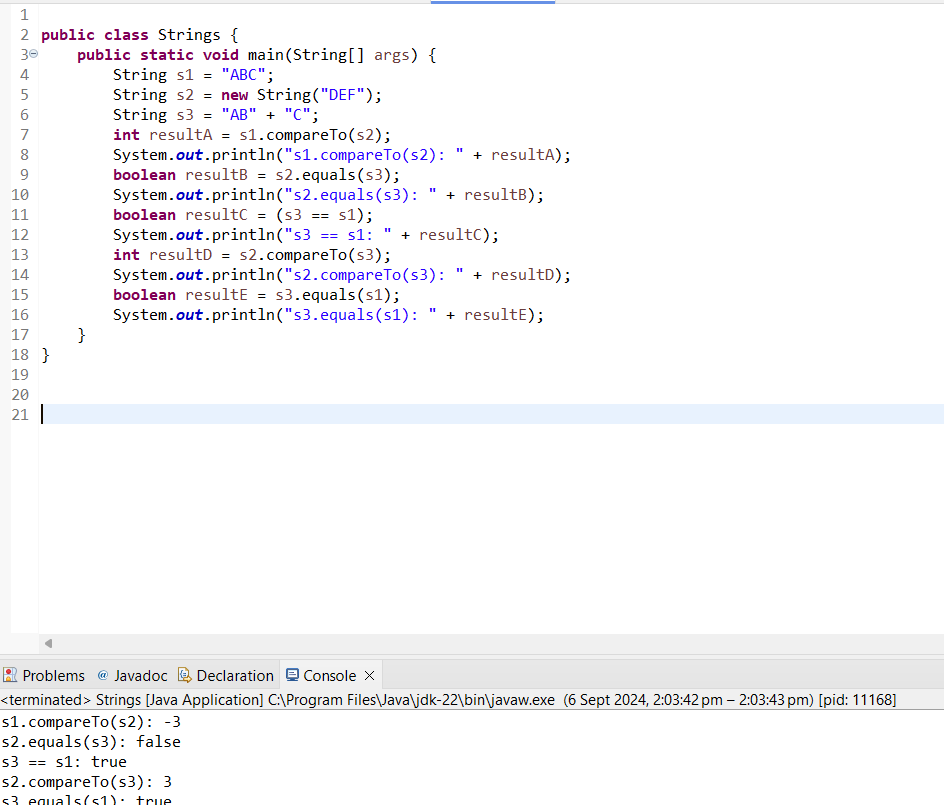 1
2 public class Strings {
3 public static void main(String[] args) {
4 String s1 = "ABC";
5 String s2 = new String("DEF");
6 String s3 = "AB" + "C";
7 int resultA = s1.compareTo(s2);
8 System.out.println("s1.compareTo(s2): " + resultA);
9 boolean resultB = s2.equals(s3);
10 System.out.println("s2.equals(s3): " + resultB);
11 boolean resultC = (s3 == s1);
12 System.out.println("s3 == s1: " + resultC);
13 int resultD = s2.compareTo(s3);
14 System.out.println("s2.compareTo(s3): " + resultD);
15 boolean resultE = s3.equals(s1);
16 System.out.println("s3.equals(s1): " + resultE);
17 }
18 }
19
20
21
Problems @ Javadoc Declaration Console
<terminated> Strings [Java Application] C:\Program Files\Java\jdk-22\bin\javaw.exe (6 Sept 2024, 2:03:42 pm – 2:03:43 pm) [pid: 11168]
s1.compareTo(s2): -3
s2.equals(s3): false
s3 == s1: true
s2.compareTo(s3): 3
s3.equals(s1): true